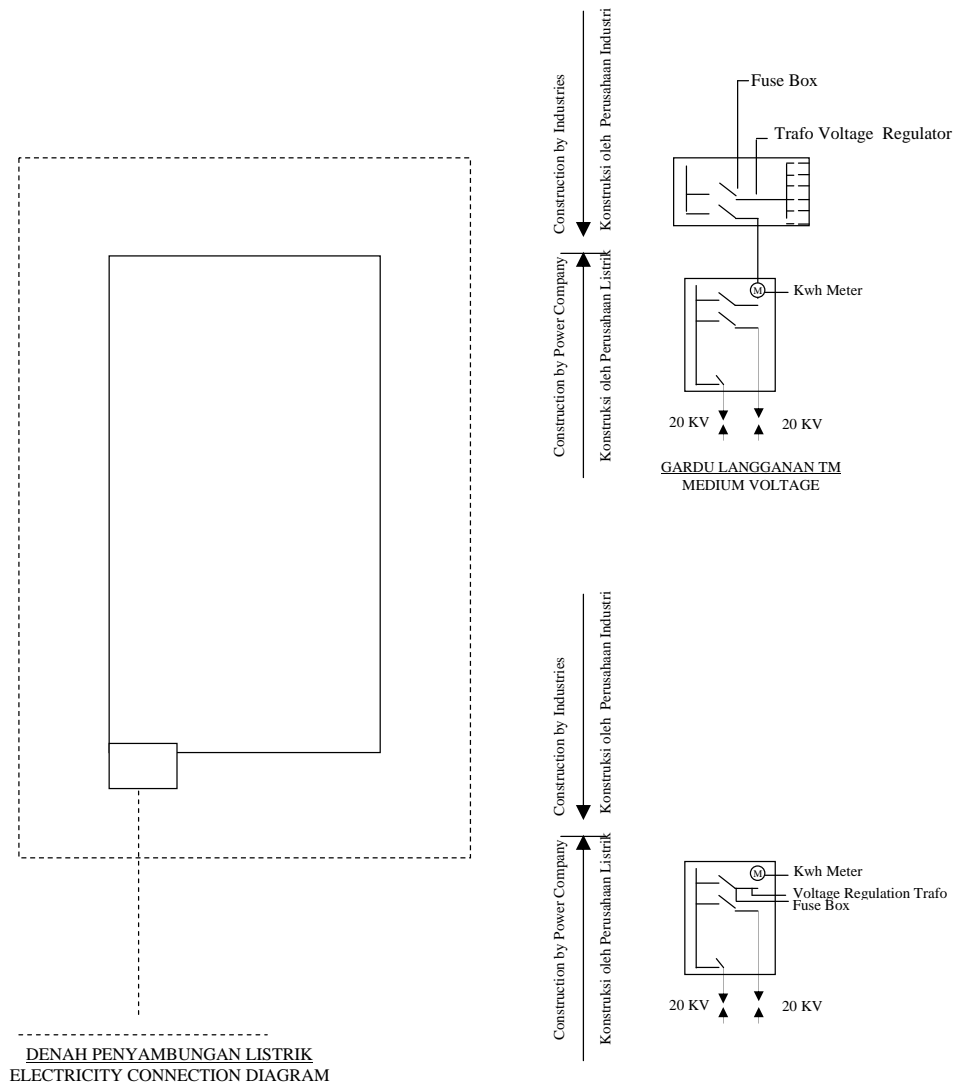 Construction by Industries
Konstruksi oleh  Perusahaan Industri
Fuse Box
Trafo Voltage  Regulator
Construction by Power Company
Konstruksi oleh Perusahaan Listrik
M
Kwh Meter
20 KV
20 KV
GARDU LANGGANAN TM
MEDIUM VOLTAGE
Construction by Industries
Konstruksi oleh  Perusahaan Industri
Construction by Power Company
Konstruksi oleh Perusahaan Listrik
M
Kwh Meter
Voltage Regulation Trafo
Fuse Box
20 KV
20 KV
DENAH PENYAMBUNGAN LISTRIK
ELECTRICITY CONNECTION DIAGRAM